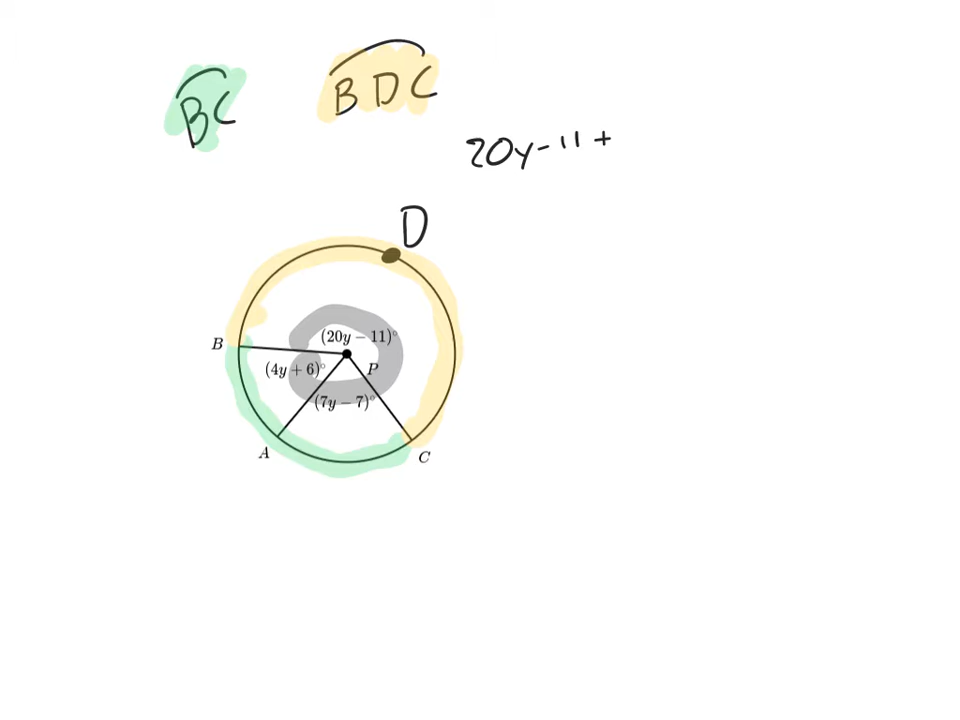 BC
BDC
20y-11+
D
(20y − 11)°
B
(4y + 6)°
P
(7y − 7)°
A
C